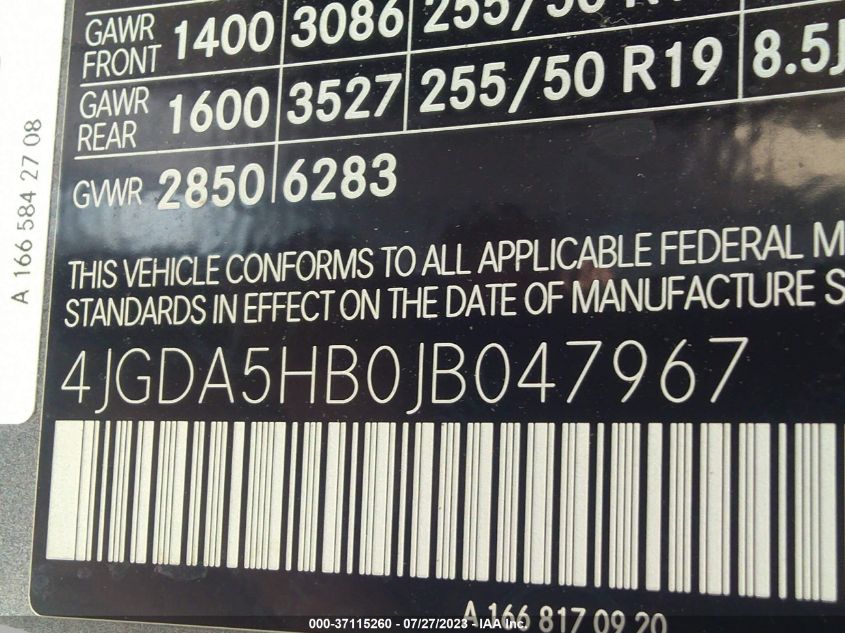 GAWR FRONT 1400 3086 255/50 R19
GAWR REAR 1600 3527 255/50 R19 8.5J
GVWR 2850 6283
THIS VEHICLE CONFORMS TO ALL APPLICABLE FEDERAL M
STANDARDS IN EFFECT ON THE DATE OF MANUFACTURE S
4JGDA5HB0JB047967
A 166 817 09 20
A 166 584 27 08
000-37115260 - 07/27/2023 - IAA Inc.